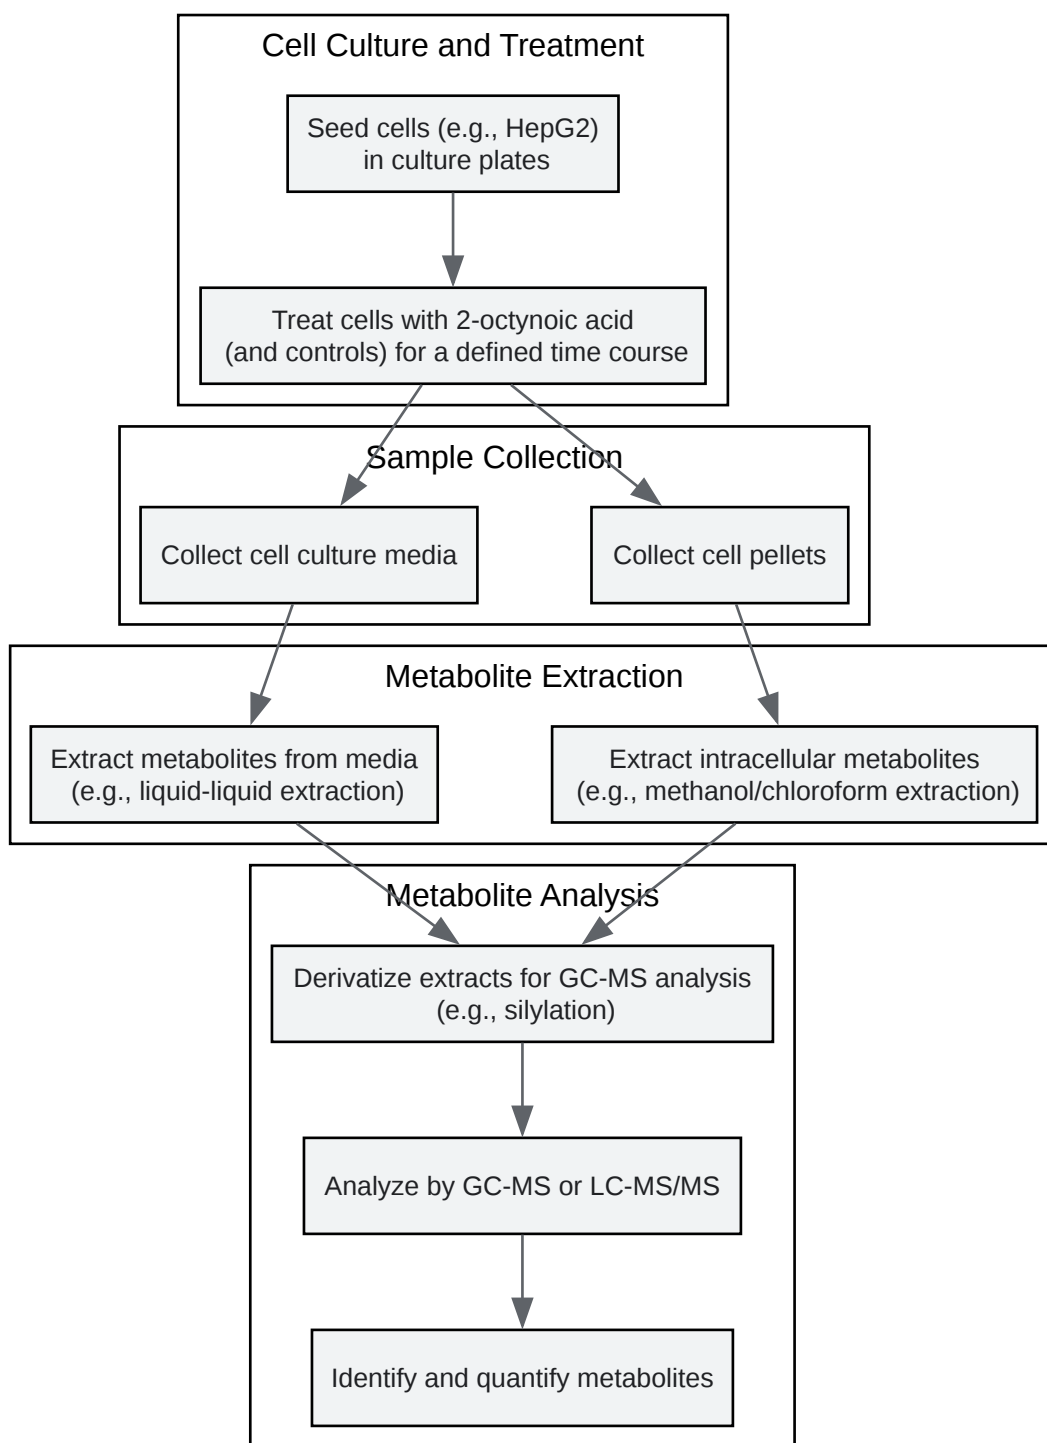 Cell Culture and Treatment
Seed cells (e.g., HepG2)
in culture plates
Treat cells with 2-octynoic acid
(and controls) for a defined time course
Sample Collection
Collect cell culture media
Collect cell pellets
Metabolite Extraction
Extract metabolites from media
(e.g., liquid-liquid extraction)
Extract intracellular metabolites
(e.g., methanol/chloroform extraction)
Metabolite Analysis
Derivatize extracts for GC-MS analysis
(e.g., silylation)
Analyze by GC-MS or LC-MS/MS
Identify and quantify metabolites